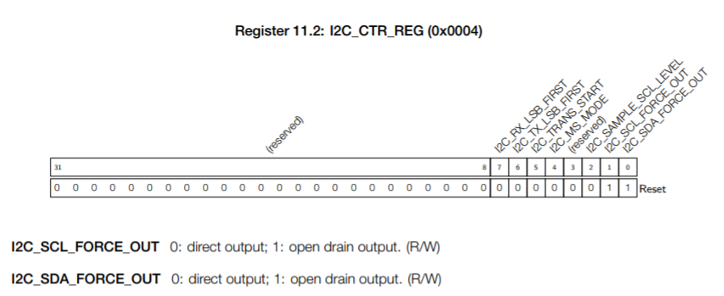 Register 11.2: I2C_CTR_REG (0x0004)
(reserved)
I2C_RX_LSB_FIRST
I2C_TX_LSB_FIRST
I2C_TRANS_START
I2C_MS_MODE
(reserved)
I2C_SAMPLE_SCL_LEVEL
I2C_SCL_FORCE_OUT
I2C_SDA_FORCE_OUT
31 8 7 6 5 4 3 2 1 0
0 0 0 0 0 0 0 0 0 0 0 0 0 0 0 0 0 0 0 0 0 0 0 0 0 0 0 0 0 0 1 1 Reset
I2C_SCL_FORCE_OUT 0: direct output; 1: open drain output. (R/W)
I2C_SDA_FORCE_OUT 0: direct output; 1: open drain output. (R/W)